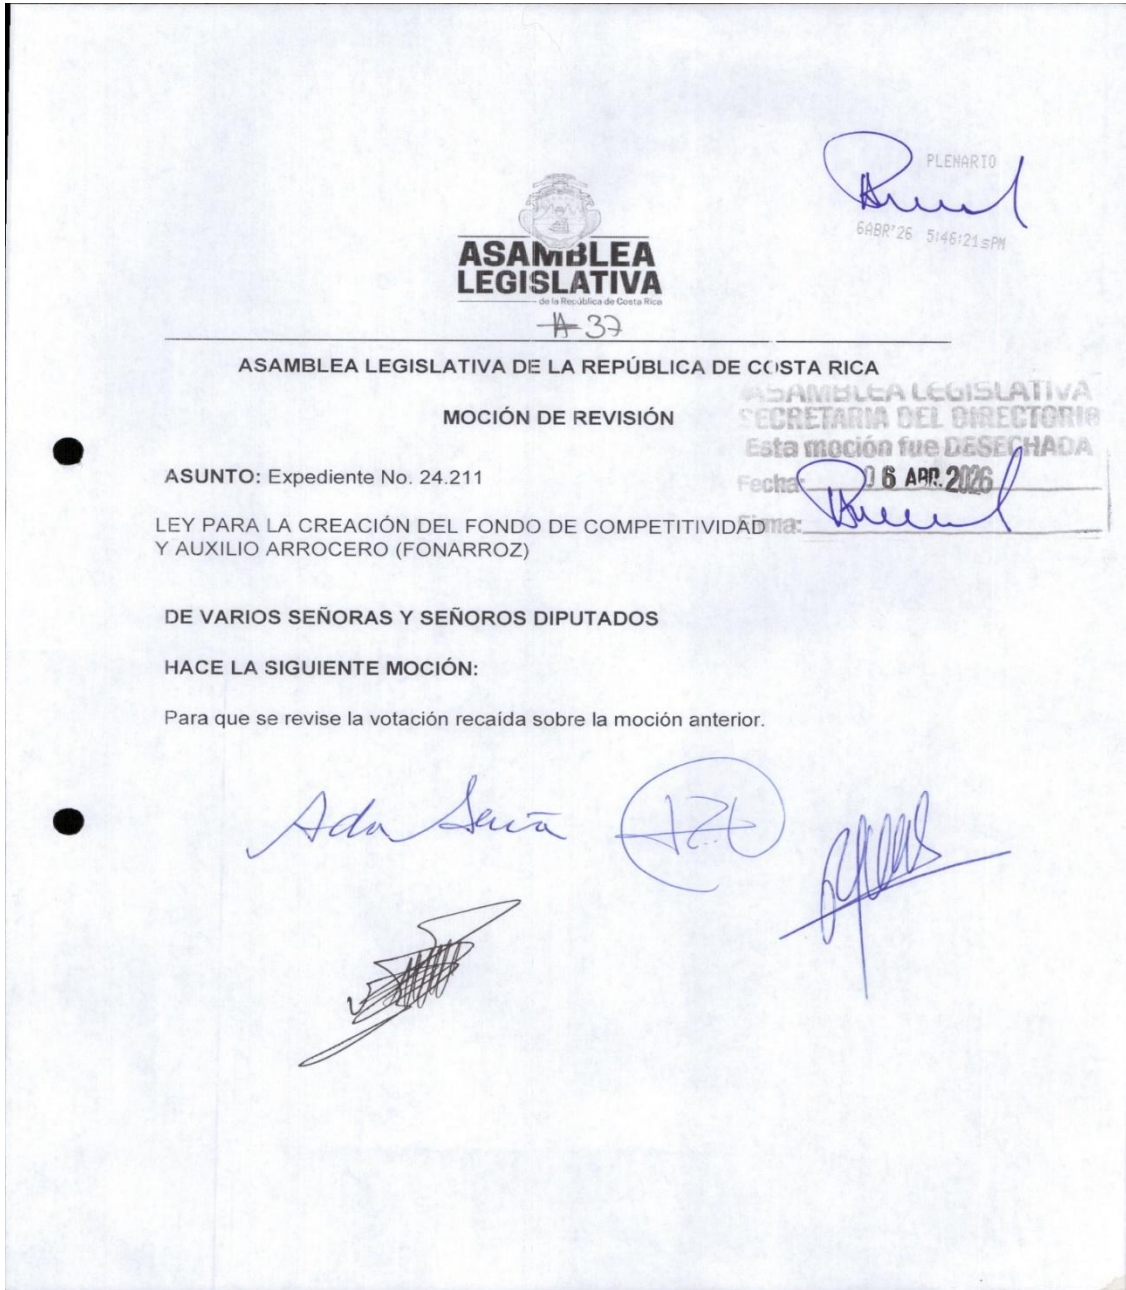 PLENARIO
6ABR'26 5:46:21 PM
ASAMBLEA
LEGISLATIVA
de la República de Costa Rica
37
ASAMBLEA LEGISLATIVA DE LA REPÚBLICA DE COSTA RICA
MOCIÓN DE REVISIÓN
ASAMBLEA LEGISLATIVA
SECRETARIA DEL DIRECTORIO
Esta moción fue DESECHADA
Fecha: 06 ABR. 2026
Firma:
ASUNTO: Expediente No. 24.211
LEY PARA LA CREACIÓN DEL FONDO DE COMPETITIVIDAD
Y AUXILIO ARROCERO (FONARROZ)
DE VARIOS SEÑORAS Y SEÑOROS DIPUTADOS
HACE LA SIGUIENTE MOCIÓN:
Para que se revise la votación recaída sobre la moción anterior.
Ada